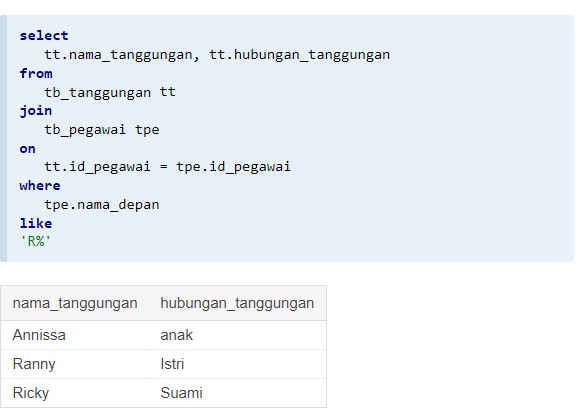 select
tt.nama_tanggungan, tt.hubungan_tanggungan
from
tb_tanggungan tt
join
tb_pegawai tpe
on
tt.id_pegawai = tpe.id_pegawai
where
tpe.nama_depan
like
'R%'
nama_tanggungan hubungan_tanggungan
Annissa anak
Ranny Istri
Ricky Suami